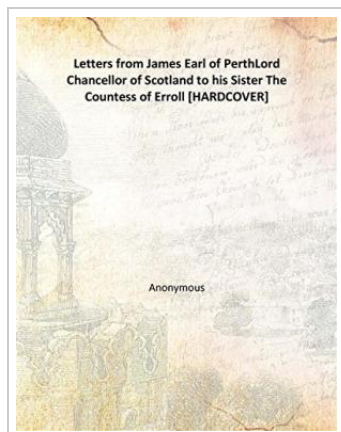 Letters from James Earl of PerthLord
Chancellor of Scotland to his Sister The
Countess of Erroll [HARDCOVER]
Anonymous